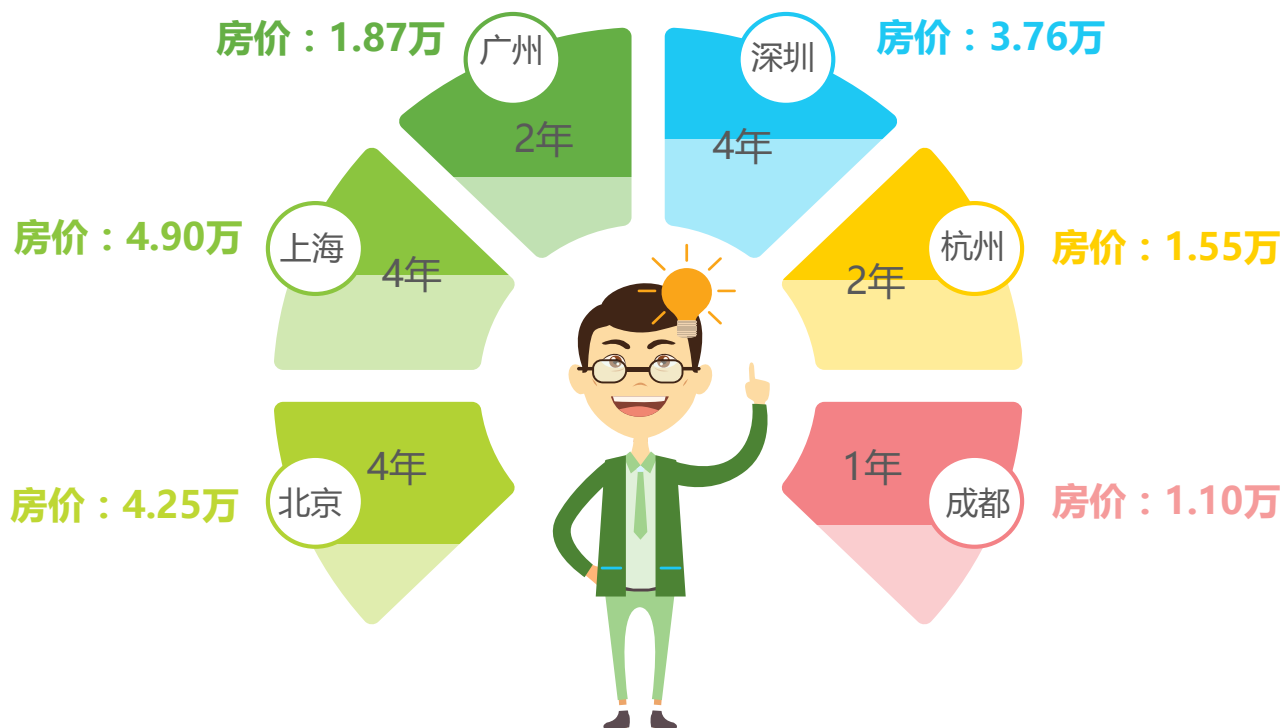 房价：1.87万
广州
2年
深圳
房价：3.76万
4年
上海
房价：4.90万
4年
杭州
房价：1.55万
2年
北京
房价：4.25万
4年
成都
房价：1.10万
1年